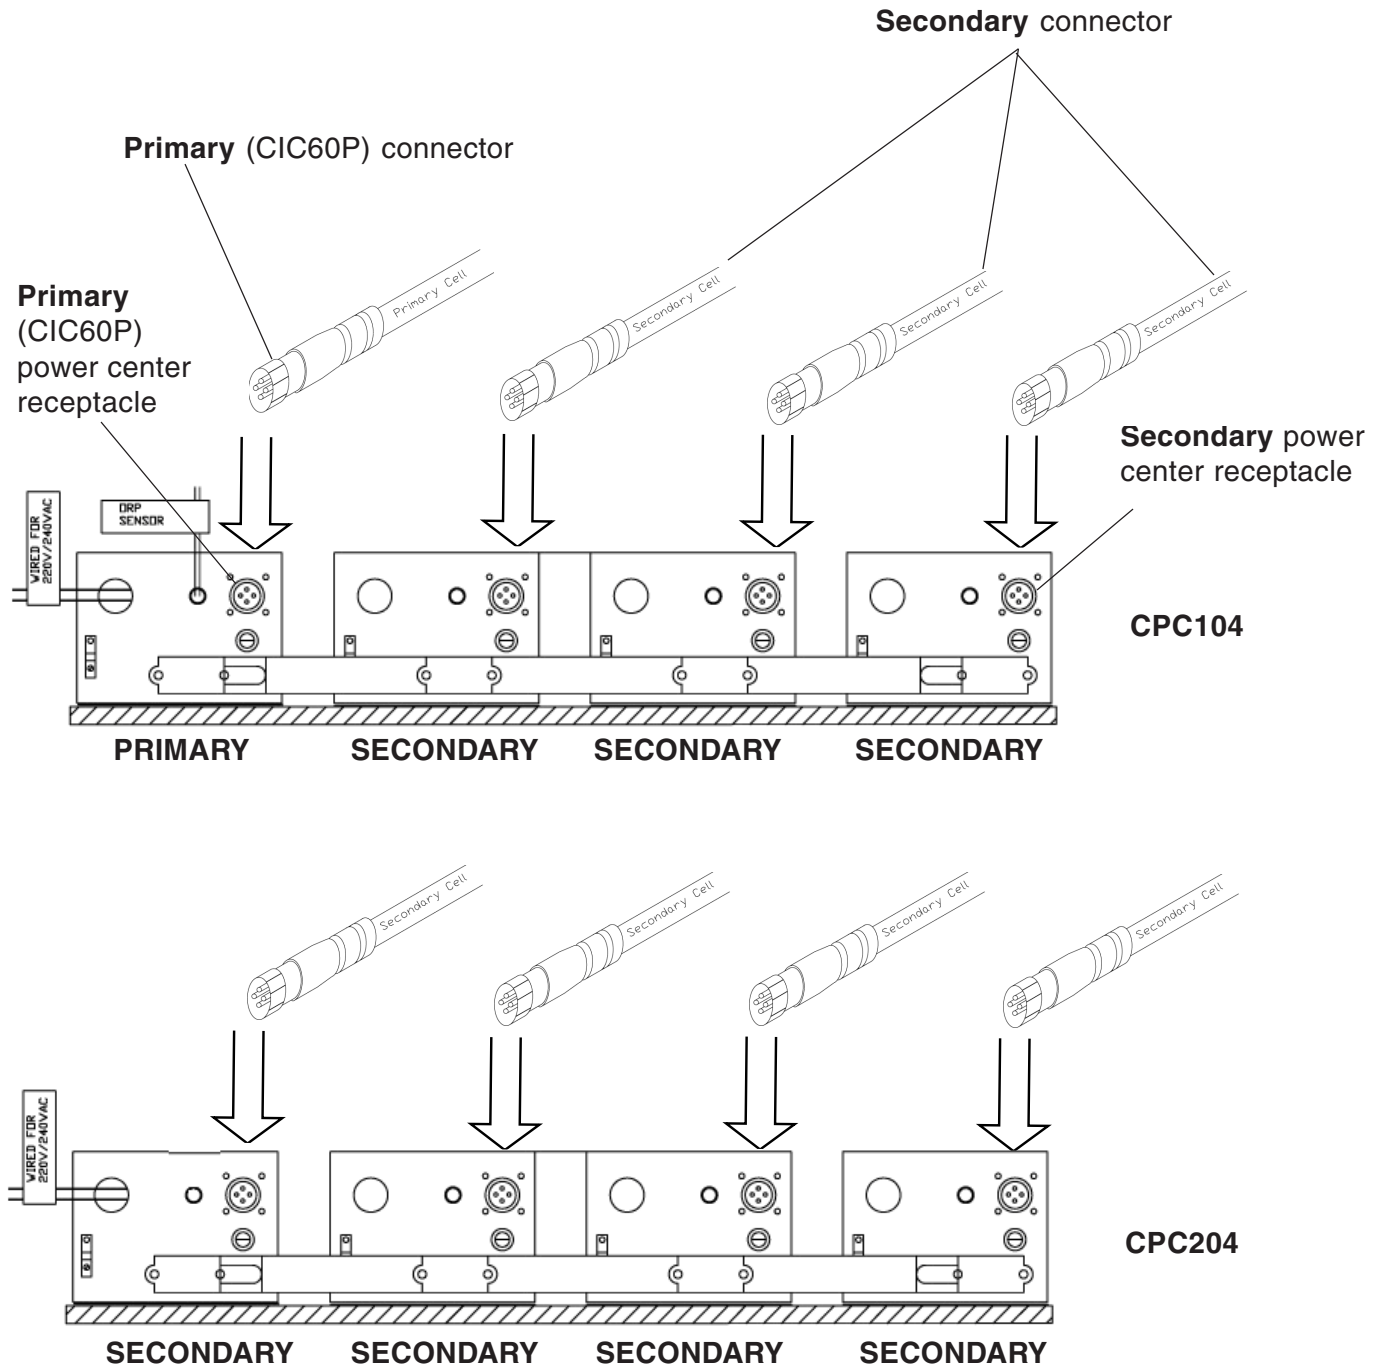 Secondary connector
Primary (CIC60P) connector
Primary
(CIC60P)
power center
receptacle
Primary Cell
Secondary Cell
Secondary Cell
Secondary Cell
Secondary power
center receptacle
WIRED FOR
220V/240VAC
ORP
SENSOR
CPC104
PRIMARY
SECONDARY
SECONDARY
SECONDARY
Secondary Cell
Secondary Cell
Secondary Cell
Secondary Cell
WIRED FOR
220V/240VAC
CPC204
SECONDARY
SECONDARY
SECONDARY
SECONDARY